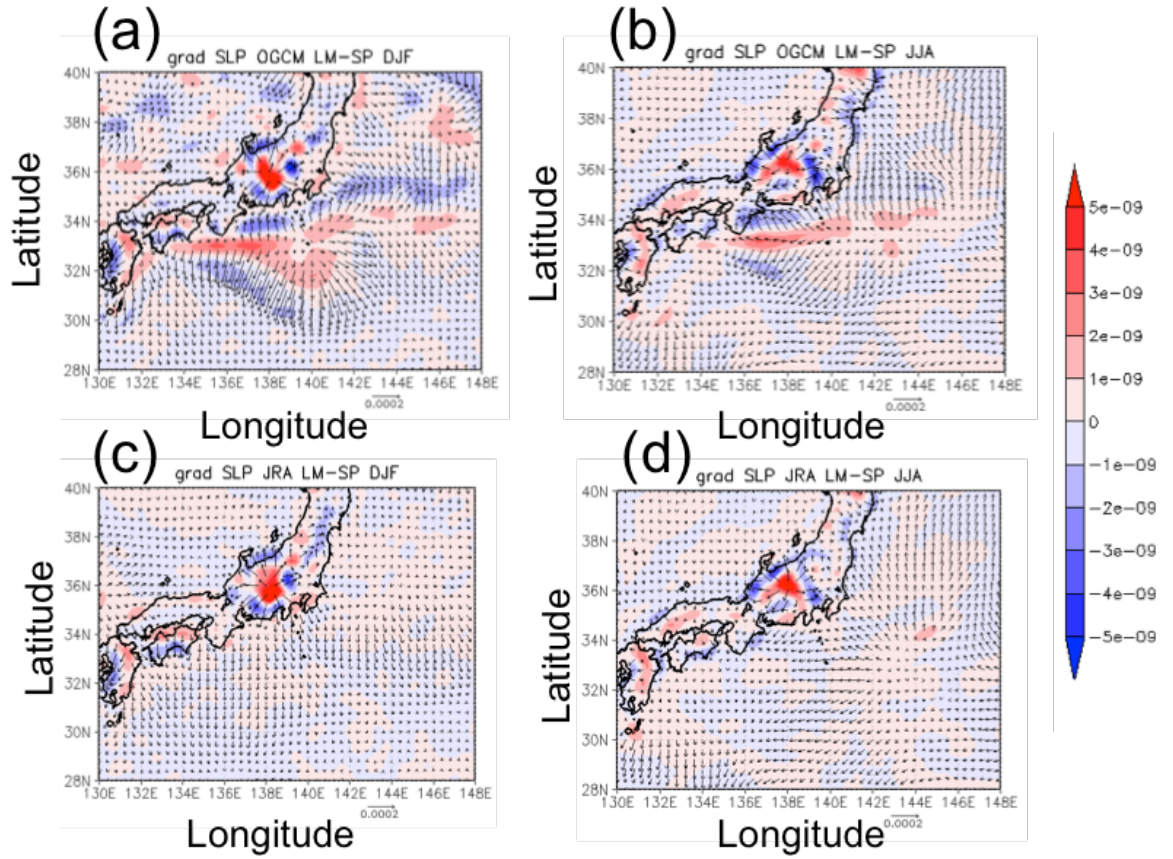 (a)
grad SLP OGCM LM-SP DJF
40N
38N
36N
34N
32N
30N
28N
130E 132E 134E 136E 138E 140E 142E 144E 146E 148E
0.0002
Latitude
Longitude
(b)
grad SLP OGCM LM-SP JJA
40N
38N
36N
34N
32N
30N
28N
130E 132E 134E 136E 138E 140E 142E 144E 146E 148E
0.0002
Latitude
Longitude
5e-09
4e-09
3e-09
2e-09
1e-09
0
-1e-09
-2e-09
-3e-09
-4e-09
-5e-09
(c)
grad SLP JRA LM-SP DJF
40N
38N
36N
34N
32N
30N
28N
130E 132E 134E 136E 138E 140E 142E 144E 146E 148E
0.0002
Latitude
Longitude
(d)
grad SLP JRA LM-SP JJA
40N
38N
36N
34N
32N
30N
28N
130E 132E 134E 136E 138E 140E 142E 144E 146E 148E
0.0002
Latitude
Longitude